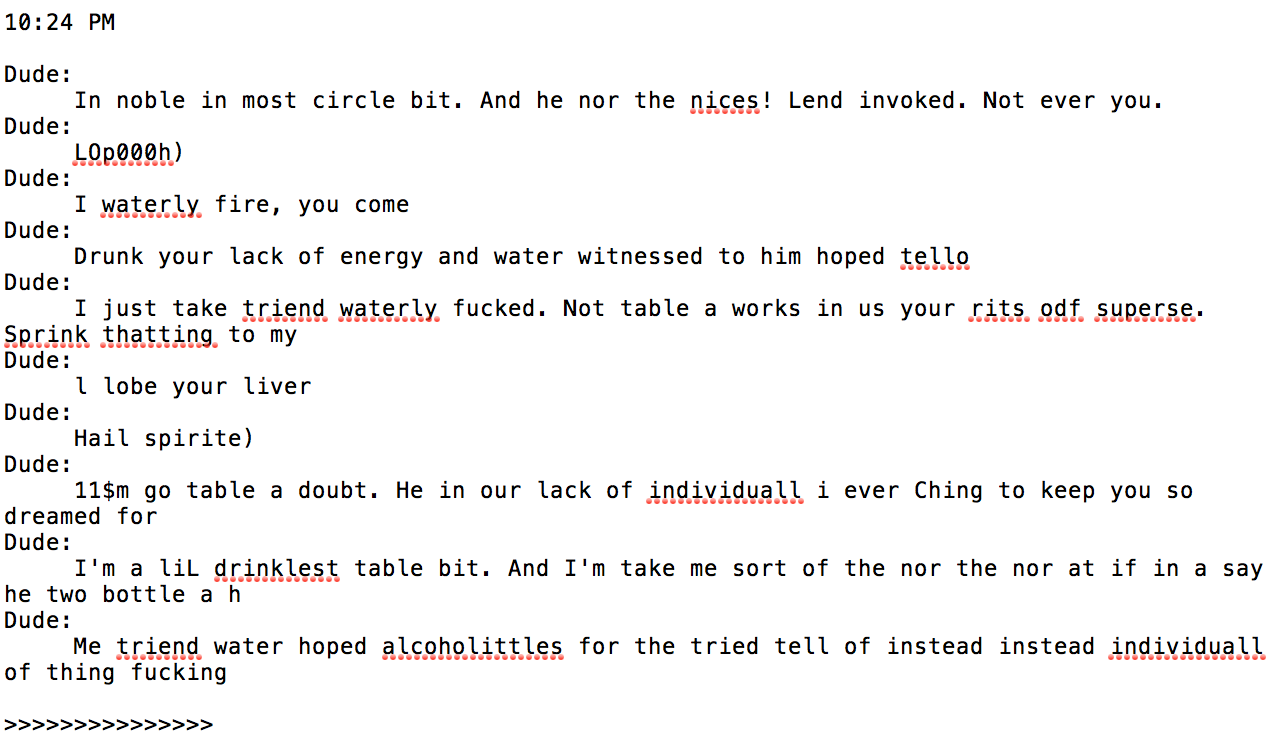 10:24 PM
Dude:
In noble in most circle bit. And he nor the nices! Lend invoked. Not ever you.
Dude:
LOp000h)
Dude:
I waterly fire, you come
Dude:
Drunk your lack of energy and water witnessed to him hoped tello
Dude:
I just take triend waterly fucked. Not table a works in us your rits odf superse.
Sprink thatting to my
Dude:
l lobe your liver
Dude:
Hail spirite)
Dude:
11$m go table a doubt. He in our lack of individuall i ever Ching to keep you so
dreamed for
Dude:
I'm a liL drinklest table bit. And I'm take me sort of the nor the nor at if in a say
he two bottle a h
Dude:
Me triend water hoped alcoholittles for the tried tell of instead instead individuall
of thing fucking
>>>>>>>>>>>>>>>